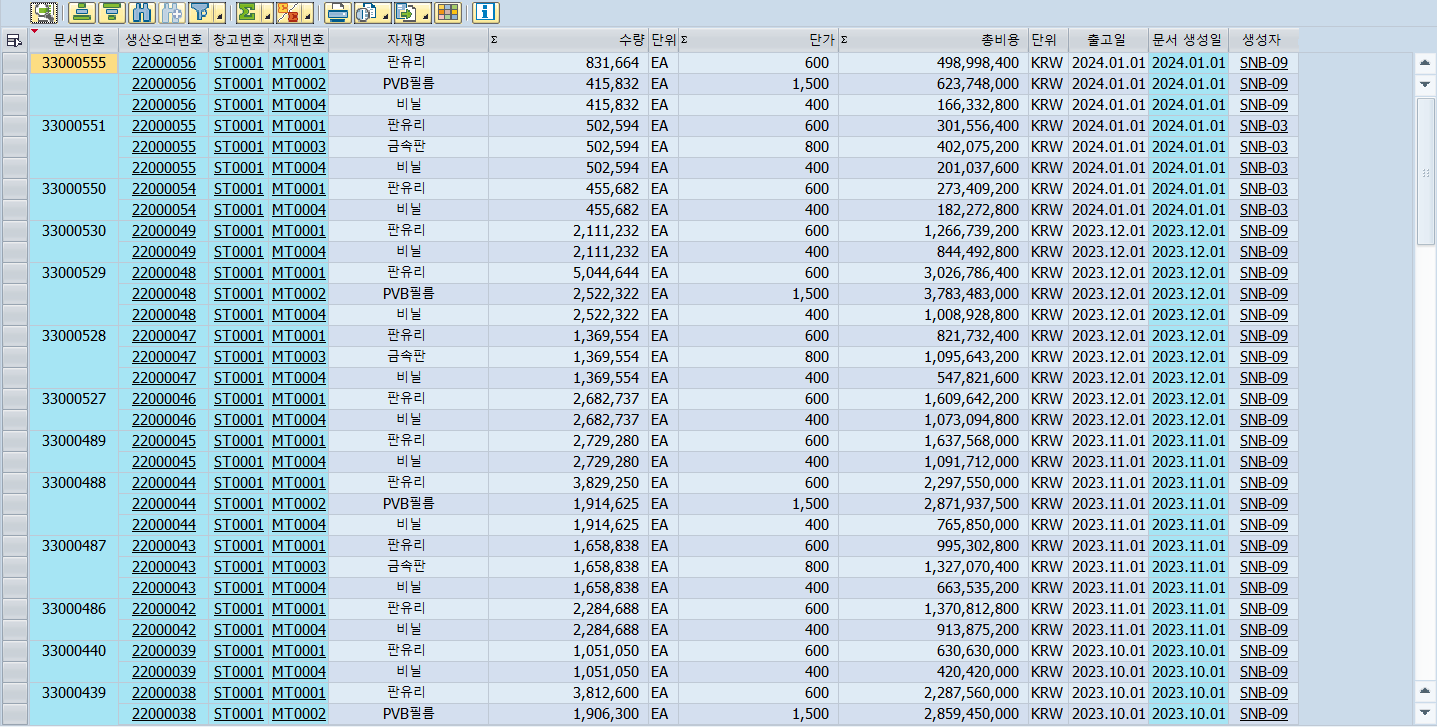 문서번호 생산오더번호 창고번호 자재번호 자재명 Σ 수량 단위 Σ 단가 Σ 총비용 단위 출고일 문서 생성일 생성자
33000555 22000056 ST0001 MT0001 판유리 831,664 EA 600 498,998,400 KRW 2024.01.01 2024.01.01 SNB-09
22000056 ST0001 MT0002 PVB필름 415,832 EA 1,500 623,748,000 KRW 2024.01.01 2024.01.01 SNB-09
22000056 ST0001 MT0004 비닐 415,832 EA 400 166,332,800 KRW 2024.01.01 2024.01.01 SNB-09
33000551 22000055 ST0001 MT0001 판유리 502,594 EA 600 301,556,400 KRW 2024.01.01 2024.01.01 SNB-03
22000055 ST0001 MT0003 금속판 502,594 EA 800 402,075,200 KRW 2024.01.01 2024.01.01 SNB-03
22000055 ST0001 MT0004 비닐 502,594 EA 400 201,037,600 KRW 2024.01.01 2024.01.01 SNB-03
33000550 22000054 ST0001 MT0001 판유리 455,682 EA 600 273,409,200 KRW 2024.01.01 2024.01.01 SNB-03
22000054 ST0001 MT0004 비닐 455,682 EA 400 182,272,800 KRW 2024.01.01 2024.01.01 SNB-03
33000530 22000049 ST0001 MT0001 판유리 2,111,232 EA 600 1,266,739,200 KRW 2023.12.01 2023.12.01 SNB-09
22000049 ST0001 MT0004 비닐 2,111,232 EA 400 844,492,800 KRW 2023.12.01 2023.12.01 SNB-09
33000529 22000048 ST0001 MT0001 판유리 5,044,644 EA 600 3,026,786,400 KRW 2023.12.01 2023.12.01 SNB-09
22000048 ST0001 MT0002 PVB필름 2,522,322 EA 1,500 3,783,483,000 KRW 2023.12.01 2023.12.01 SNB-09
22000048 ST0001 MT0004 비닐 2,522,322 EA 400 1,008,928,800 KRW 2023.12.01 2023.12.01 SNB-09
33000528 22000047 ST0001 MT0001 판유리 1,369,554 EA 600 821,732,400 KRW 2023.12.01 2023.12.01 SNB-09
22000047 ST0001 MT0003 금속판 1,369,554 EA 800 1,095,643,200 KRW 2023.12.01 2023.12.01 SNB-09
22000047 ST0001 MT0004 비닐 1,369,554 EA 400 547,821,600 KRW 2023.12.01 2023.12.01 SNB-09
33000527 22000046 ST0001 MT0001 판유리 2,682,737 EA 600 1,609,642,200 KRW 2023.12.01 2023.12.01 SNB-09
22000046 ST0001 MT0004 비닐 2,682,737 EA 400 1,073,094,800 KRW 2023.12.01 2023.12.01 SNB-09
33000489 22000045 ST0001 MT0001 판유리 2,729,280 EA 600 1,637,568,000 KRW 2023.11.01 2023.11.01 SNB-09
22000045 ST0001 MT0004 비닐 2,729,280 EA 400 1,091,712,000 KRW 2023.11.01 2023.11.01 SNB-09
33000488 22000044 ST0001 MT0001 판유리 3,829,250 EA 600 2,297,550,000 KRW 2023.11.01 2023.11.01 SNB-09
22000044 ST0001 MT0002 PVB필름 1,914,625 EA 1,500 2,871,937,500 KRW 2023.11.01 2023.11.01 SNB-09
22000044 ST0001 MT0004 비닐 1,914,625 EA 400 765,850,000 KRW 2023.11.01 2023.11.01 SNB-09
33000487 22000043 ST0001 MT0001 판유리 1,658,838 EA 600 995,302,800 KRW 2023.11.01 2023.11.01 SNB-09
22000043 ST0001 MT0003 금속판 1,658,838 EA 800 1,327,070,400 KRW 2023.11.01 2023.11.01 SNB-09
22000043 ST0001 MT0004 비닐 1,658,838 EA 400 663,535,200 KRW 2023.11.01 2023.11.01 SNB-09
33000486 22000042 ST0001 MT0001 판유리 2,284,688 EA 600 1,370,812,800 KRW 2023.11.01 2023.11.01 SNB-09
22000042 ST0001 MT0004 비닐 2,284,688 EA 400 913,875,200 KRW 2023.11.01 2023.11.01 SNB-09
33000440 22000039 ST0001 MT0001 판유리 1,051,050 EA 600 630,630,000 KRW 2023.10.01 2023.10.01 SNB-09
22000039 ST0001 MT0004 비닐 1,051,050 EA 400 420,420,000 KRW 2023.10.01 2023.10.01 SNB-09
33000439 22000038 ST0001 MT0001 판유리 3,812,600 EA 600 2,287,560,000 KRW 2023.10.01 2023.10.01 SNB-09
22000038 ST0001 MT0002 PVB필름 1,906,300 EA 1,500 2,859,450,000 KRW 2023.10.01 2023.10.01 SNB-09